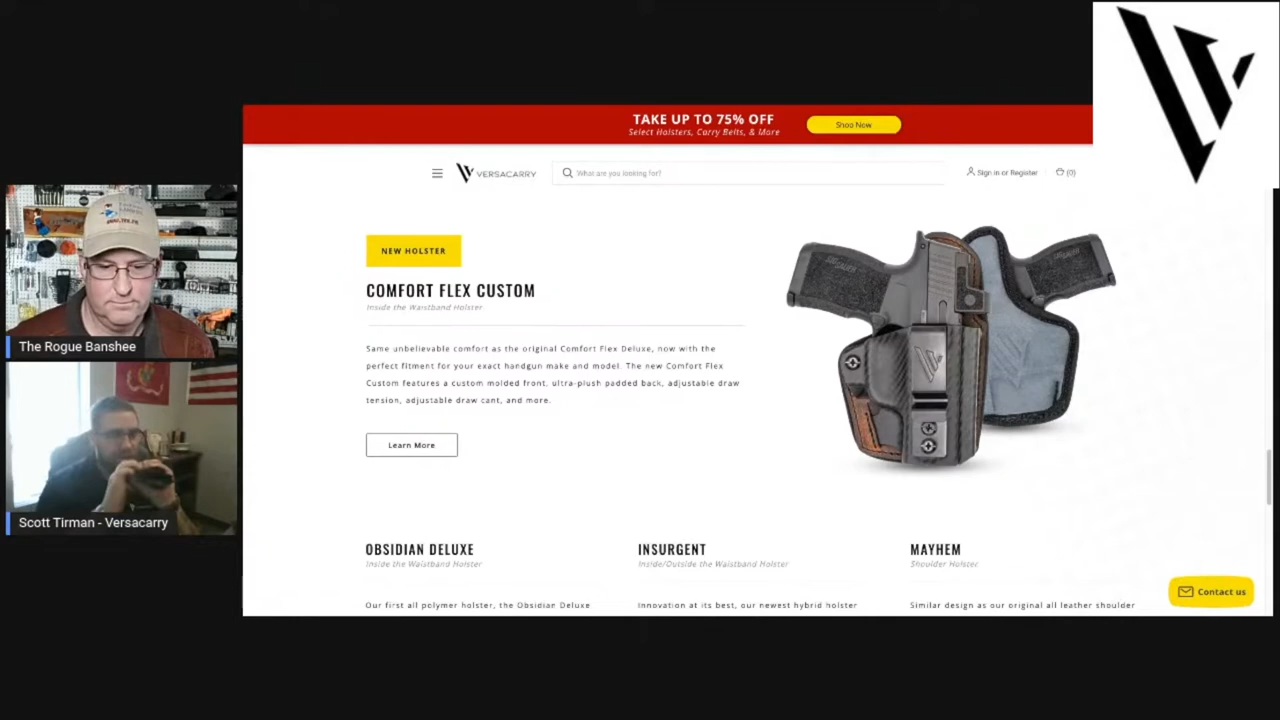 TAKE UP TO 75% OFF
Select Holsters, Carry Belts, & More
Shop Now
VERSACARRY
What are you looking for?
Sign in or Register
(0)
NEW HOLSTER
COMFORT FLEX CUSTOM
Inside the Waistband Holster
Same unbelievable comfort as the original Comfort Flex Deluxe, now with the
perfect fitment for your exact handgun make and model. The new Comfort Flex
Custom features a custom molded front, ultra-plush padded back, adjustable draw
tension, adjustable draw cant, and more.
Learn More
The Rogue Banshee
Scott Tirman - Versacarry
OBSIDIAN DELUXE
Inside the Waistband Holster
Our first all polymer holster, the Obsidian Deluxe
INSURGENT
Inside/Outside the Waistband Holster
Innovation at its best, our newest hybrid holster
MAYHEM
Shoulder Holster
Similar design as our original all leather shoulder
Contact us